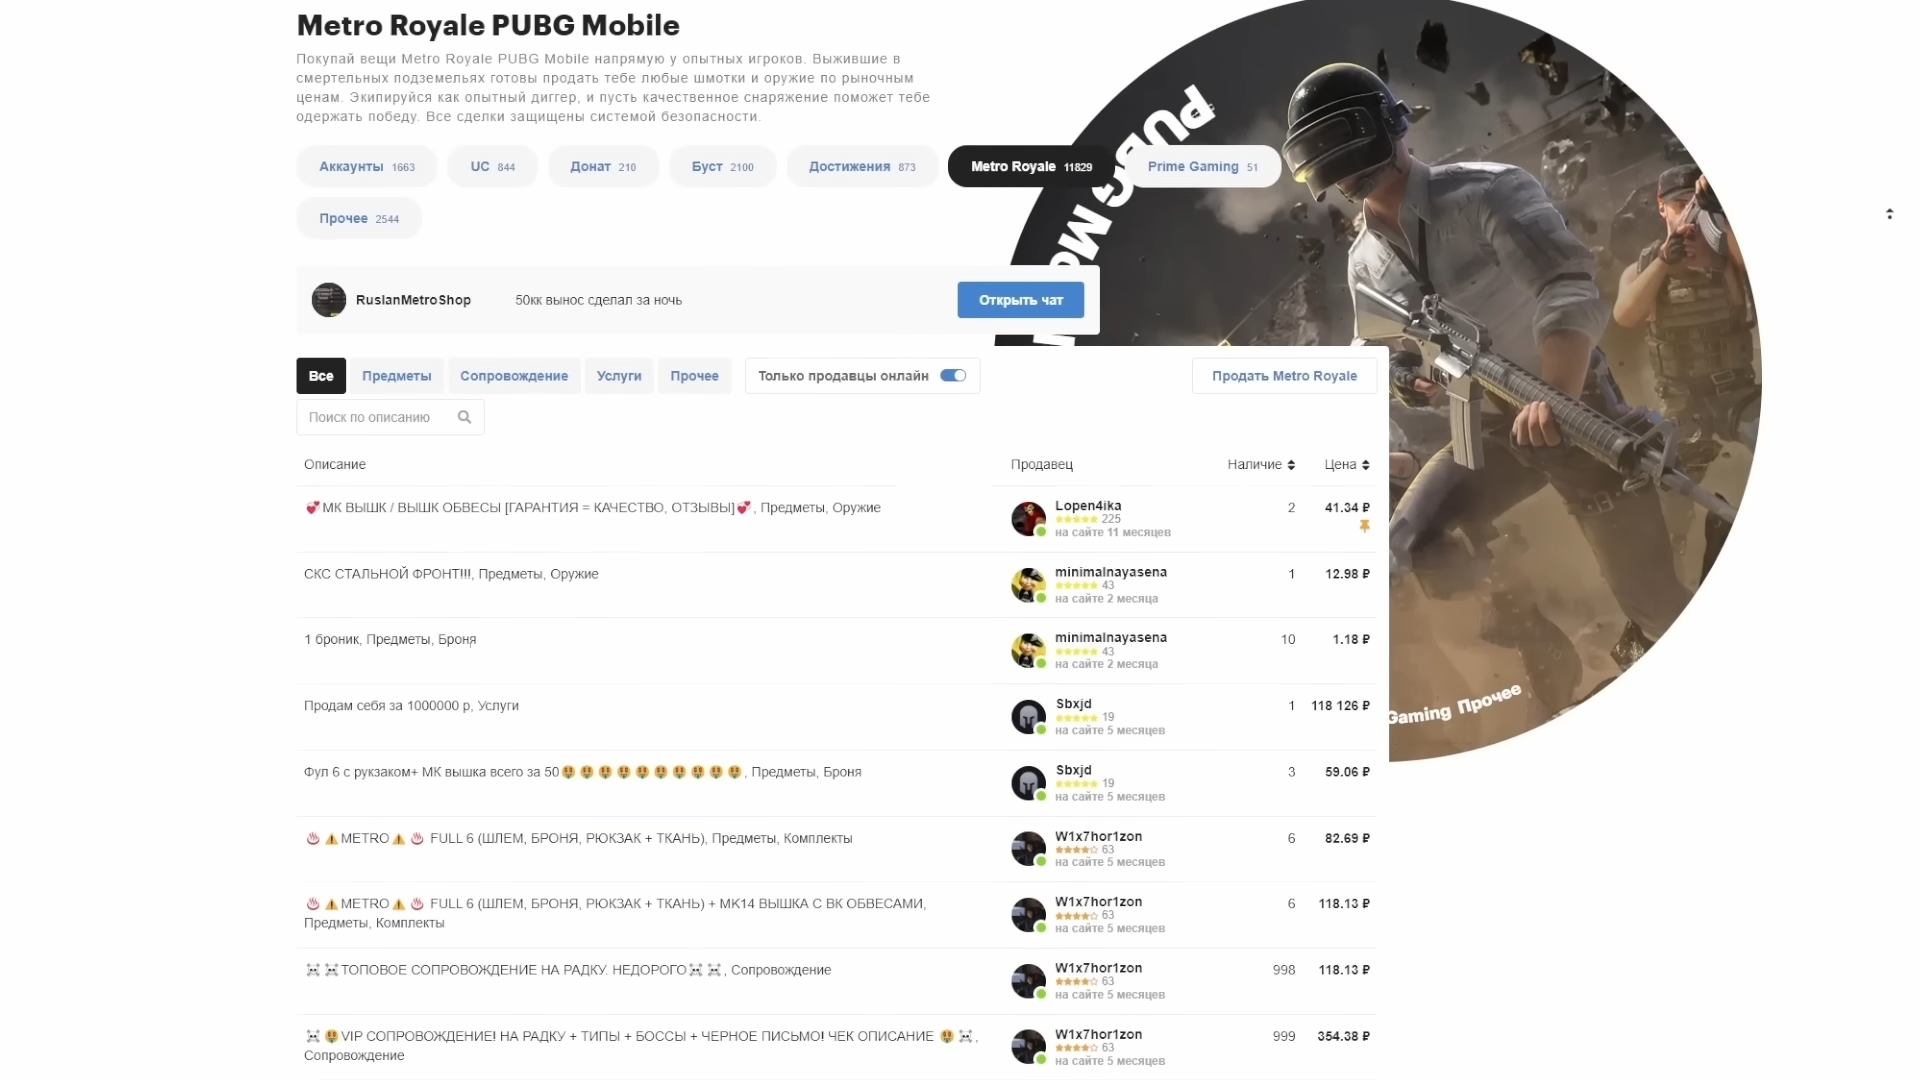 Metro Royale PUBG Mobile
Покупай вещи Metro Royale PUBG Mobile напрямую у опытных игроков. Выжившие в
смертельных подземельях готовы продать тебе любые шмотки и оружие по рыночным
ценам. Экипируйся как опытный диггер, и пусть качественное снаряжение поможет тебе
одержать победу. Все сделки защищены системой безопасности.
PUBG Mo
Аккаунты 1663 UC 844 Донат 210 Буст 2100 Достижения 873 Metro Royale 11829 Prime Gaming 51
Прочее 2544
RuslanMetroShop 50кк вынос сделал за ночь Открыть чат
Все Предметы Сопровождение Услуги Прочее Только продавцы онлайн Продать Metro Royale
Поиск по описанию
Описание Продавец Наличие Цена
💞МК ВЫШК / ВЫШК ОБВЕСЫ [ГАРАНТИЯ = КАЧЕСТВО, ОТЗЫВЫ]💞, Предметы, Оружие
Lopen4ika 2 41.34 ₽
225
на сайте 11 месяцев
СКС СТАЛЬНОЙ ФРОНТ!!!, Предметы, Оружие
minimalnayasena 1 12.98 ₽
43
на сайте 2 месяца
1 броник, Предметы, Броня
minimalnayasena 10 1.18 ₽
43
на сайте 2 месяца
Gaming Прочее
Продам себя за 1000000 р, Услуги
Sbxjd 1 118 126 ₽
19
на сайте 5 месяцев
Фул 6 с рукзаком+ МК вышка всего за 50🤑🤑🤑🤑🤑🤑🤑🤑🤑🤑, Предметы, Броня
Sbxjd 3 59.06 ₽
19
на сайте 5 месяцев
♨️⚠️METRO⚠️♨️ FULL 6 (ШЛЕМ, БРОНЯ, РЮКЗАК + ТКАНЬ), Предметы, Комплекты
W1x7hor1zon 6 82.69 ₽
63
на сайте 5 месяцев
♨️⚠️METRO⚠️♨️ FULL 6 (ШЛЕМ, БРОНЯ, РЮКЗАК + ТКАНЬ) + МК14 ВЫШКА С ВК ОБВЕСАМИ,
Предметы, Комплекты
W1x7hor1zon 6 118.13 ₽
63
на сайте 5 месяцев
☠️☠️ТОПОВОЕ СОПРОВОЖДЕНИЕ НА РАДКУ. НЕДОРОГО☠️☠️, Сопровождение
W1x7hor1zon 998 118.13 ₽
63
на сайте 5 месяцев
☠️🤑VIP СОПРОВОЖДЕНИЕ! НА РАДКУ + ТИПЫ + БОССЫ + ЧЕРНОЕ ПИСЬМО! ЧЕК ОПИСАНИЕ 🤑☠️,
Сопровождение
W1x7hor1zon 999 354.38 ₽
63
на сайте 5 месяцев